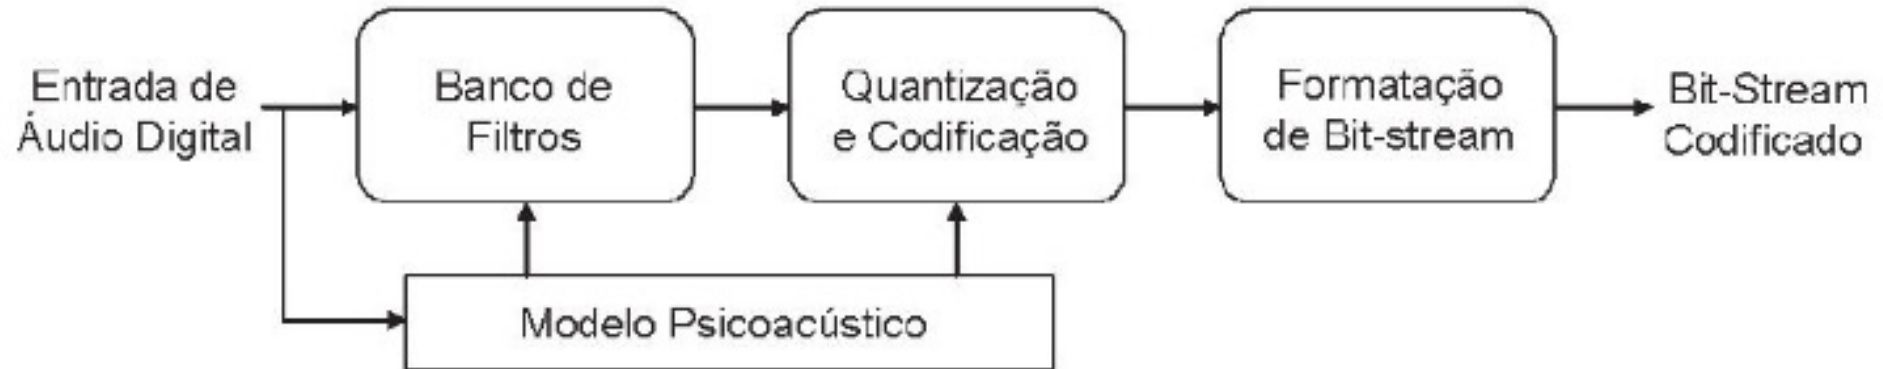 Entrada de
Áudio Digital
Banco de
Filtros
Quantização
e Codificação
Formatação
de Bit-stream
Bit-Stream
Codificado
Modelo Psicoacústico